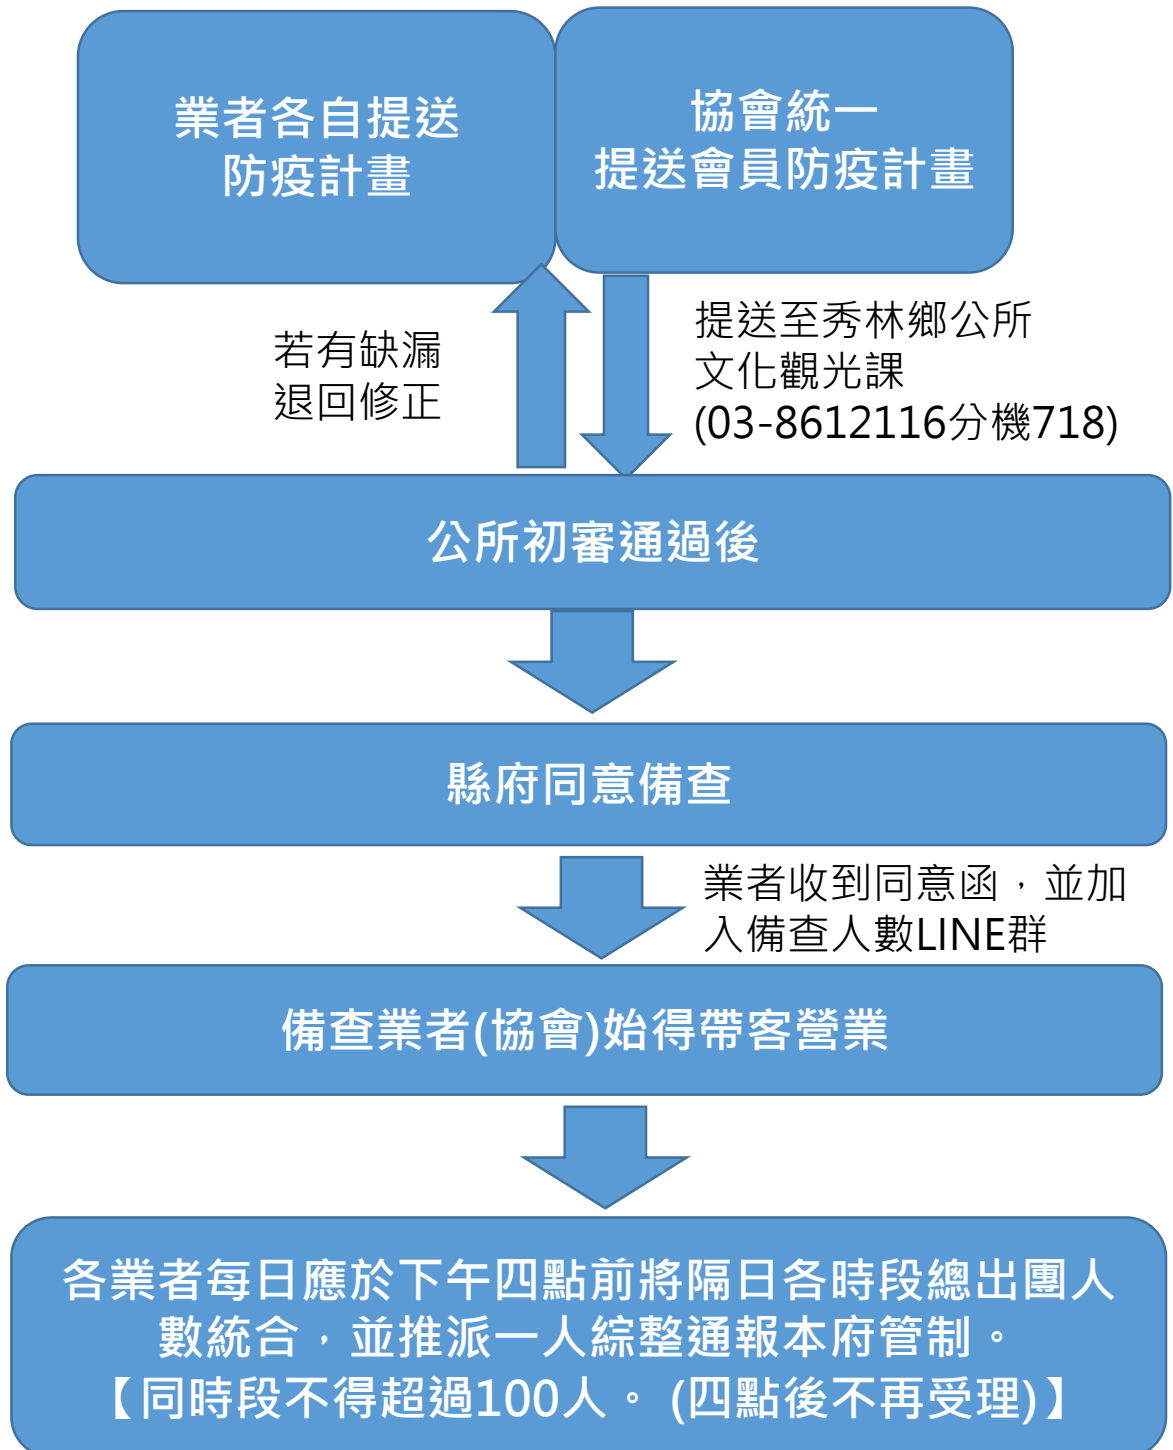 業者各自提送
防疫計畫
協會統一
提送會員防疫計畫
若有缺漏
退回修正
提送至秀林鄉公所
文化觀光課
(03-8612116分機718)
公所初審通過後
縣府同意備查
業者收到同意函，並加
入備查人數LINE群
備查業者(協會)始得帶客營業
各業者每日應於下午四點前將隔日各時段總出團人
數統合，並推派一人綜整通報本府管制。
【同時段不得超過100人。(四點後不再受理)】